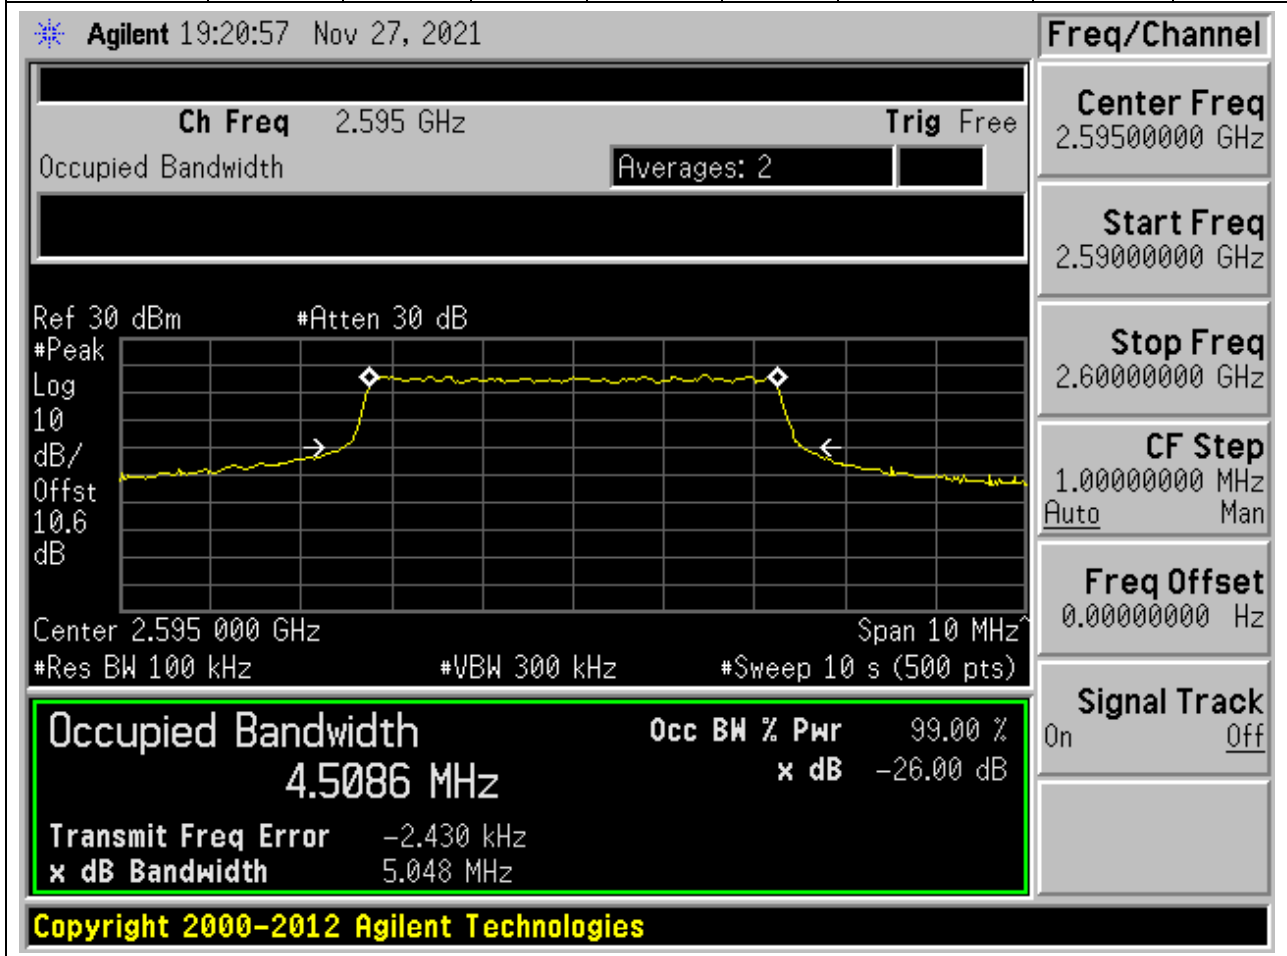 Agilent 19:20:57 Nov 27, 2021
Freq/Channel
Ch Freq 2.595 GHz Trig Free
Occupied Bandwidth Averages: 2
Center Freq
2.59500000 GHz
Start Freq
2.59000000 GHz
Stop Freq
2.60000000 GHz
CF Step
1.00000000 MHz
Auto Man
Freq Offset
0.00000000 Hz
Signal Track
On Off
Ref 30 dBm #Atten 30 dB
#Peak
Log
10
dB/
Offst
10.6
dB
Center 2.595 000 GHz Span 10 MHz^
#Res BW 100 kHz #VBW 300 kHz #Sweep 10 s (500 pts)
Occupied Bandwidth Occ BW % Pwr 99.00 %
4.5086 MHz x dB -26.00 dB
Transmit Freq Error -2.430 kHz
x dB Bandwidth 5.048 MHz
Copyright 2000-2012 Agilent Technologies